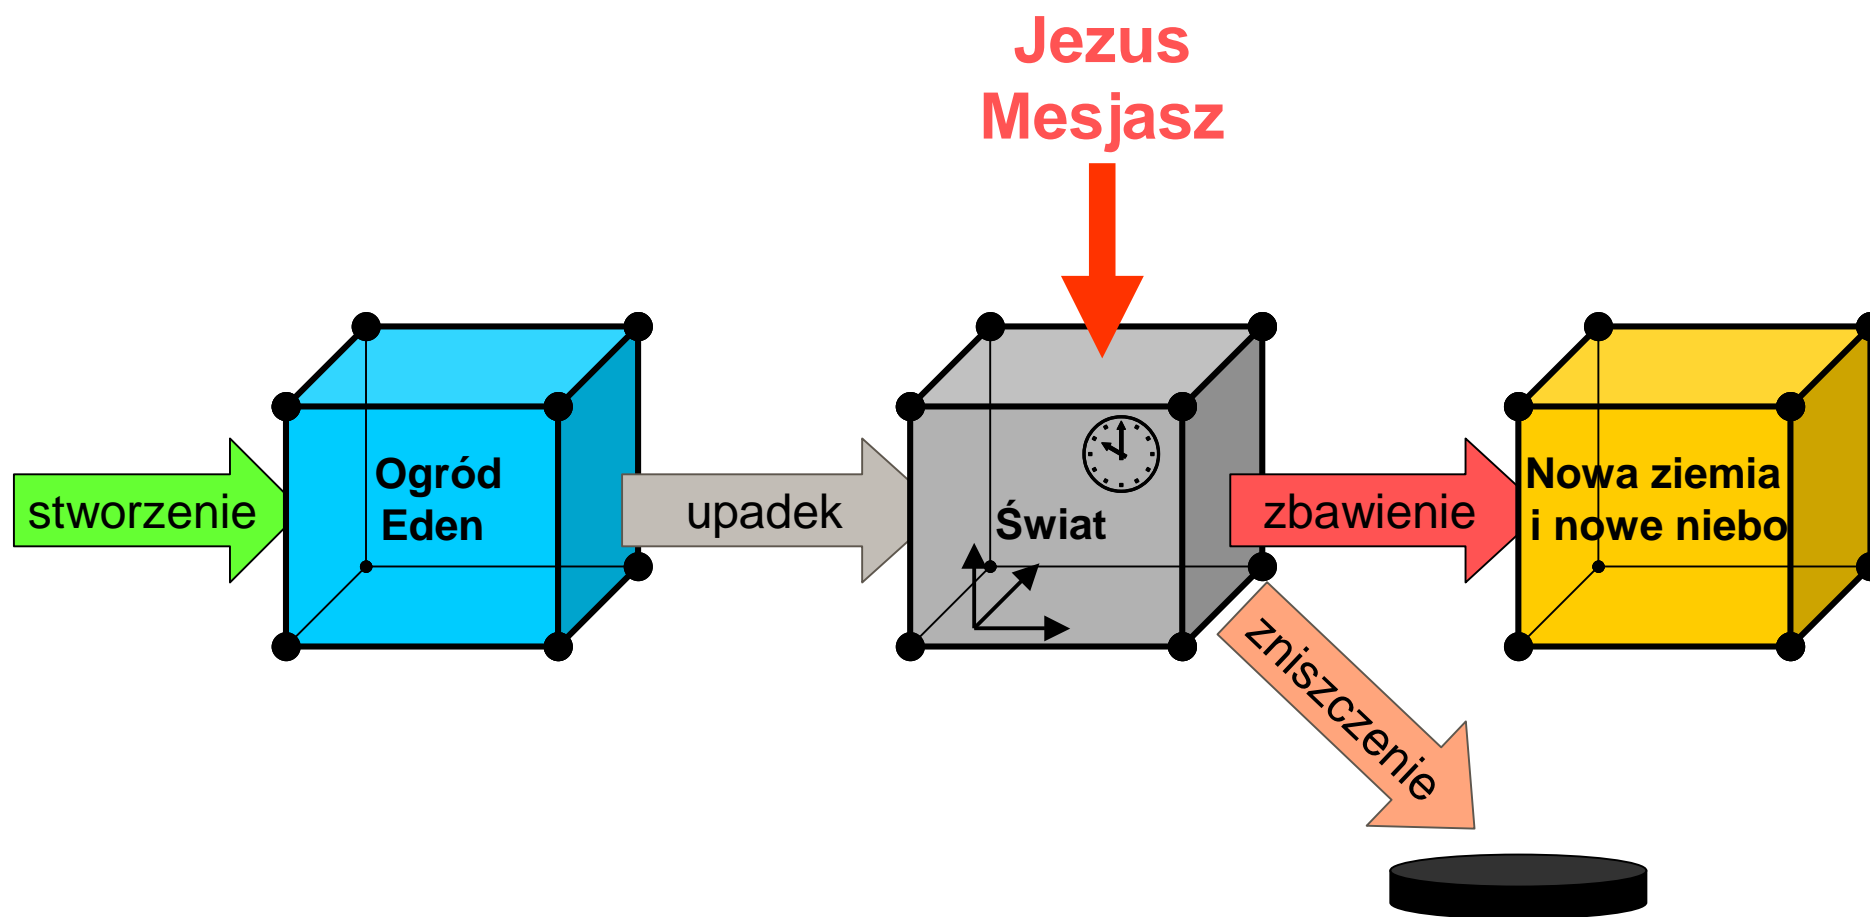 Jezus
Mesjasz
stworzenie
Ogród
Eden
upadek
Świat
zbawienie
Nowa ziemia
i nowe niebo
zniszczenie